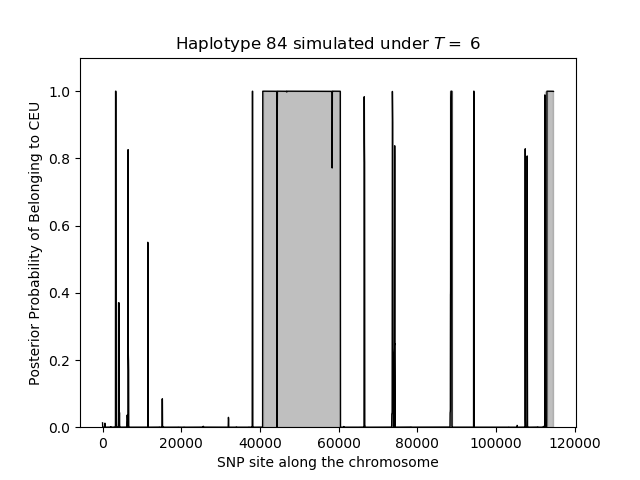 Haplotype 84 simulated under T = 6
Posterior Probability of Belonging to CEU
1.0
0.8
0.6
0.4
0.2
0.0
0 20000 40000 60000 80000 100000 120000
SNP site along the chromosome